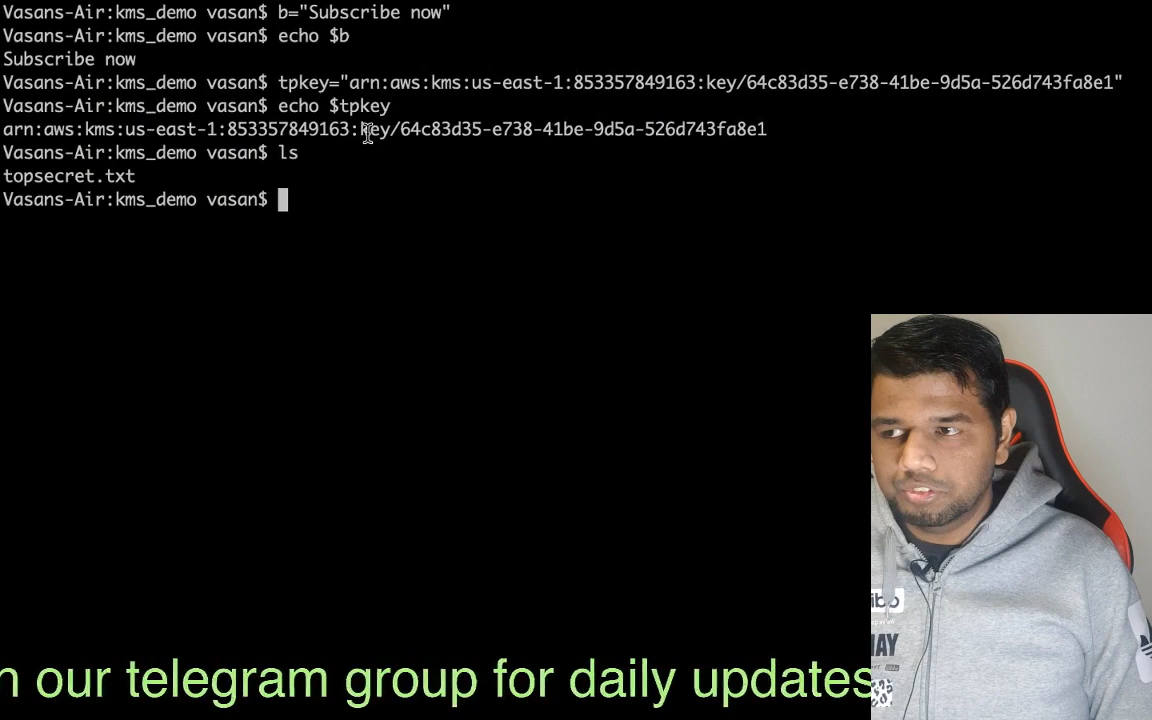 Vasans-Air:kms_demo vasan$ b="Subscribe now"
Vasans-Air:kms_demo vasan$ echo $b
Subscribe now
Vasans-Air:kms_demo vasan$ tpkey="arn:aws:kms:us-east-1:853357849163:key/64c83d35-e738-41be-9d5a-526d743fa8e1"
Vasans-Air:kms_demo vasan$ echo $tpkey
arn:aws:kms:us-east-1:853357849163:key/64c83d35-e738-41be-9d5a-526d743fa8e1
Vasans-Air:kms_demo vasan$ ls
topsecret.txt
Vasans-Air:kms_demo vasan$
our telegram group for daily updates